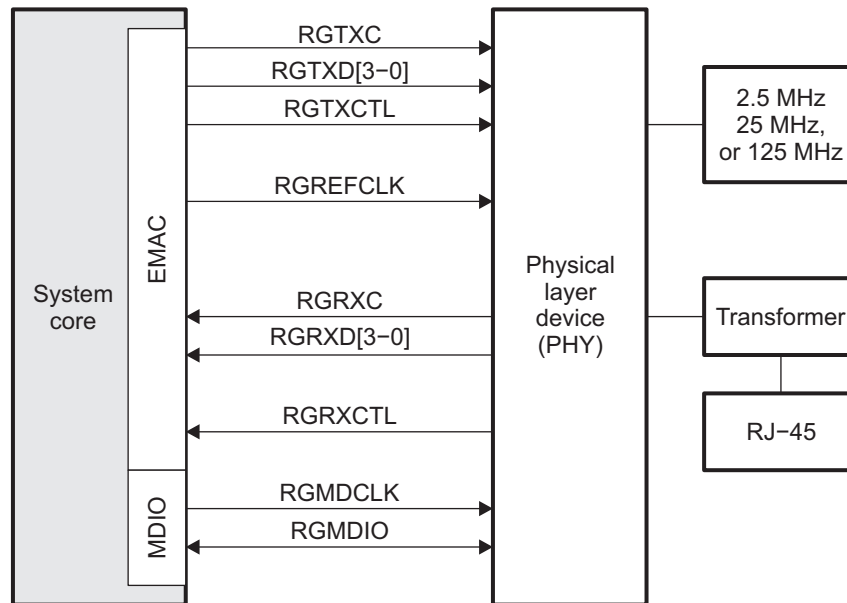 System
core
EMAC
MDIO
RGTXC
RGTXD[3−0]
RGTXCTL
RGREFCLK
RGRXC
RGRXD[3−0]
RGRXCTL
RGMDCLK
RGMDIO
Physical
layer
device
(PHY)
2.5 MHz
25 MHz,
or 125 MHz
Transformer
RJ−45